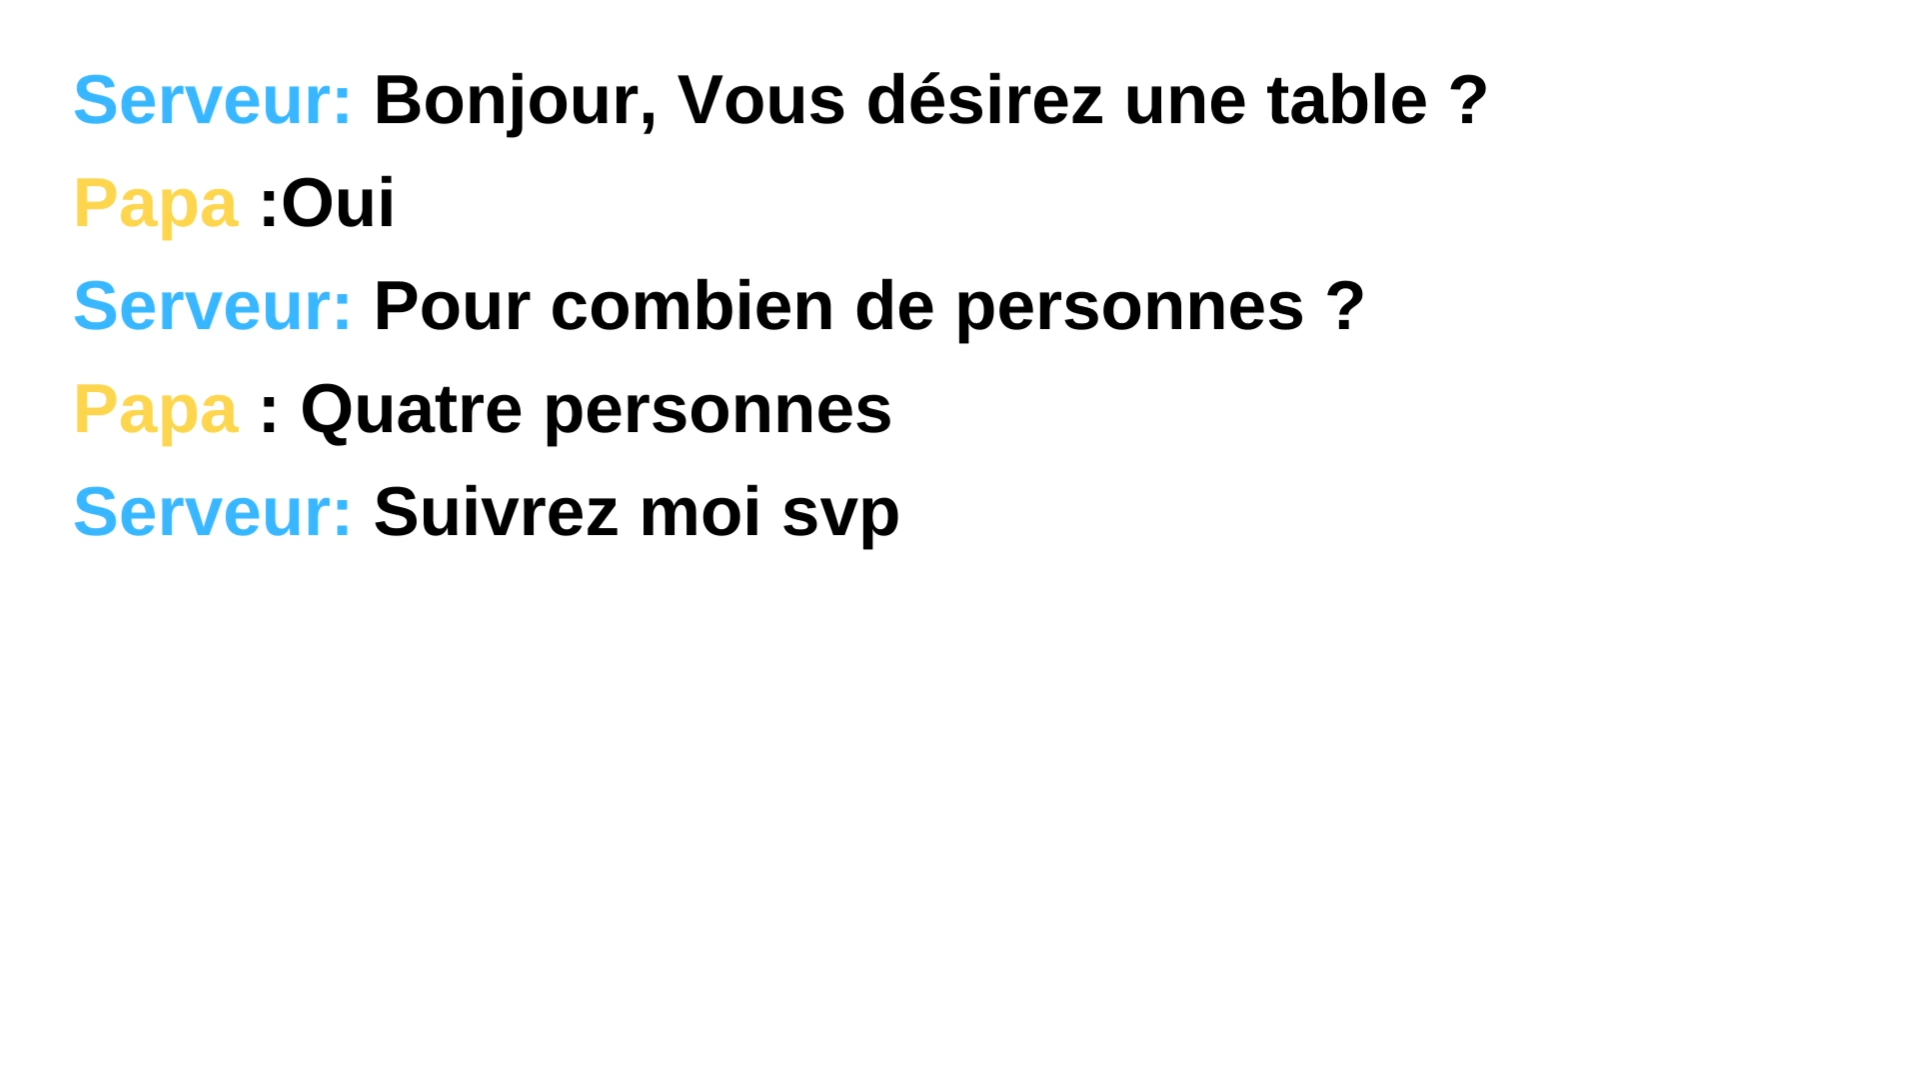 Serveur: Bonjour, Vous désirez une table ?
Papa :Oui
Serveur: Pour combien de personnes ?
Papa : Quatre personnes
Serveur: Suivrez moi svp